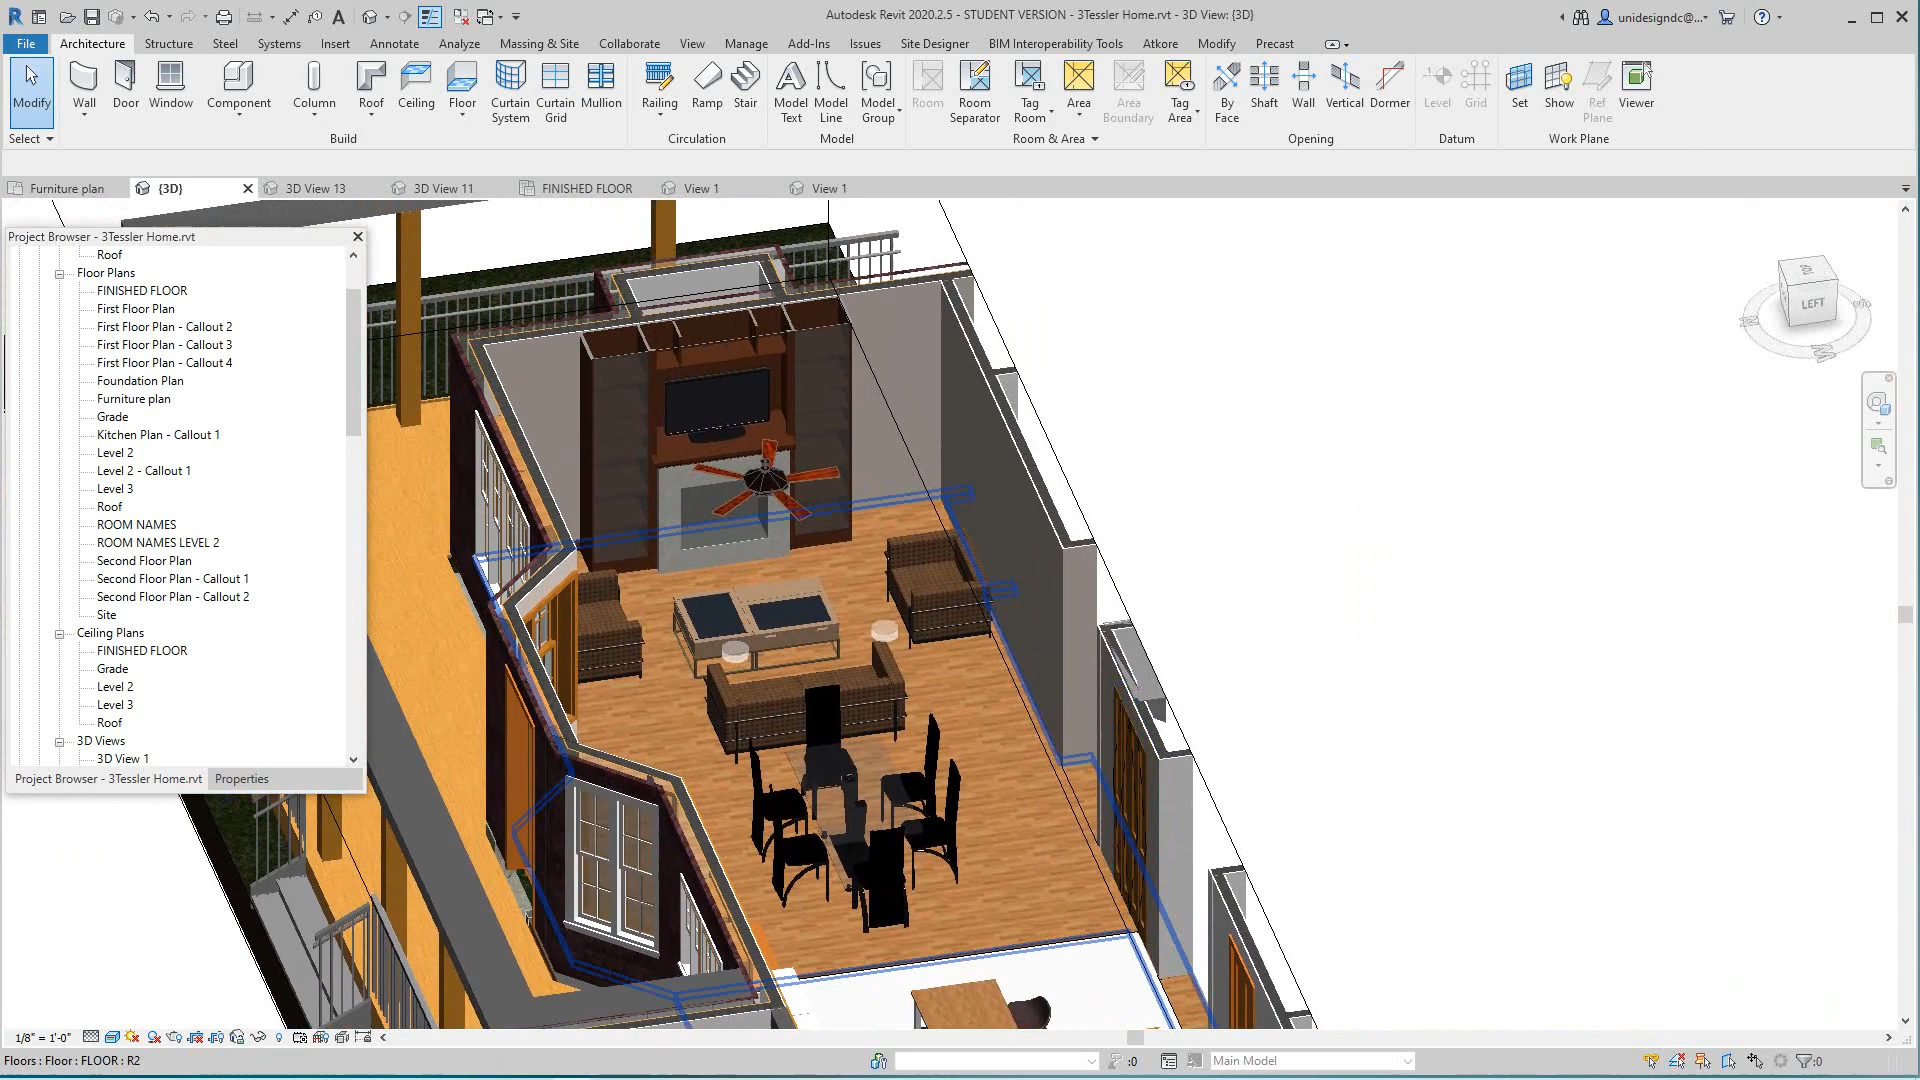 Autodesk Revit 2020.2.5 - STUDENT VERSION - 3Tessler Home.rvt - 3D View: {3D}
unidesigndc@...
File Architecture Structure Steel Systems Insert Annotate Analyze Massing & Site Collaborate View Manage Add-Ins Issues Site Designer BIM Interoperability Tools Atkore Modify Precast
Modify Wall Door Window Component Column Roof Ceiling Floor Curtain System Curtain Grid Mullion Railing Ramp Stair Model Text Model Line Model Group Room Room Separator Tag Room Area Area Boundary Tag Area By Face Shaft Wall Vertical Dormer Level Grid Set Show Ref Plane Viewer
Select Build Circulation Model Room & Area Opening Datum Work Plane
Furniture plan {3D} 3D View 13 3D View 11 FINISHED FLOOR View 1 View 1
Project Browser - 3Tessler Home.rvt
Roof
Floor Plans
FINISHED FLOOR
First Floor Plan
First Floor Plan - Callout 2
First Floor Plan - Callout 3
First Floor Plan - Callout 4
Foundation Plan
Furniture plan
Grade
Kitchen Plan - Callout 1
Level 2
Level 2 - Callout 1
Level 3
Roof
ROOM NAMES
ROOM NAMES LEVEL 2
Second Floor Plan
Second Floor Plan - Callout 1
Second Floor Plan - Callout 2
Site
Ceiling Plans
FINISHED FLOOR
Grade
Level 2
Level 3
Roof
3D Views
3D View 1
Project Browser - 3Tessler Home.rvt Properties
TOP
LEFT
W
1/8" = 1'-0"
Floors : Floor : FLOOR : R2
:0
Main Model
:0